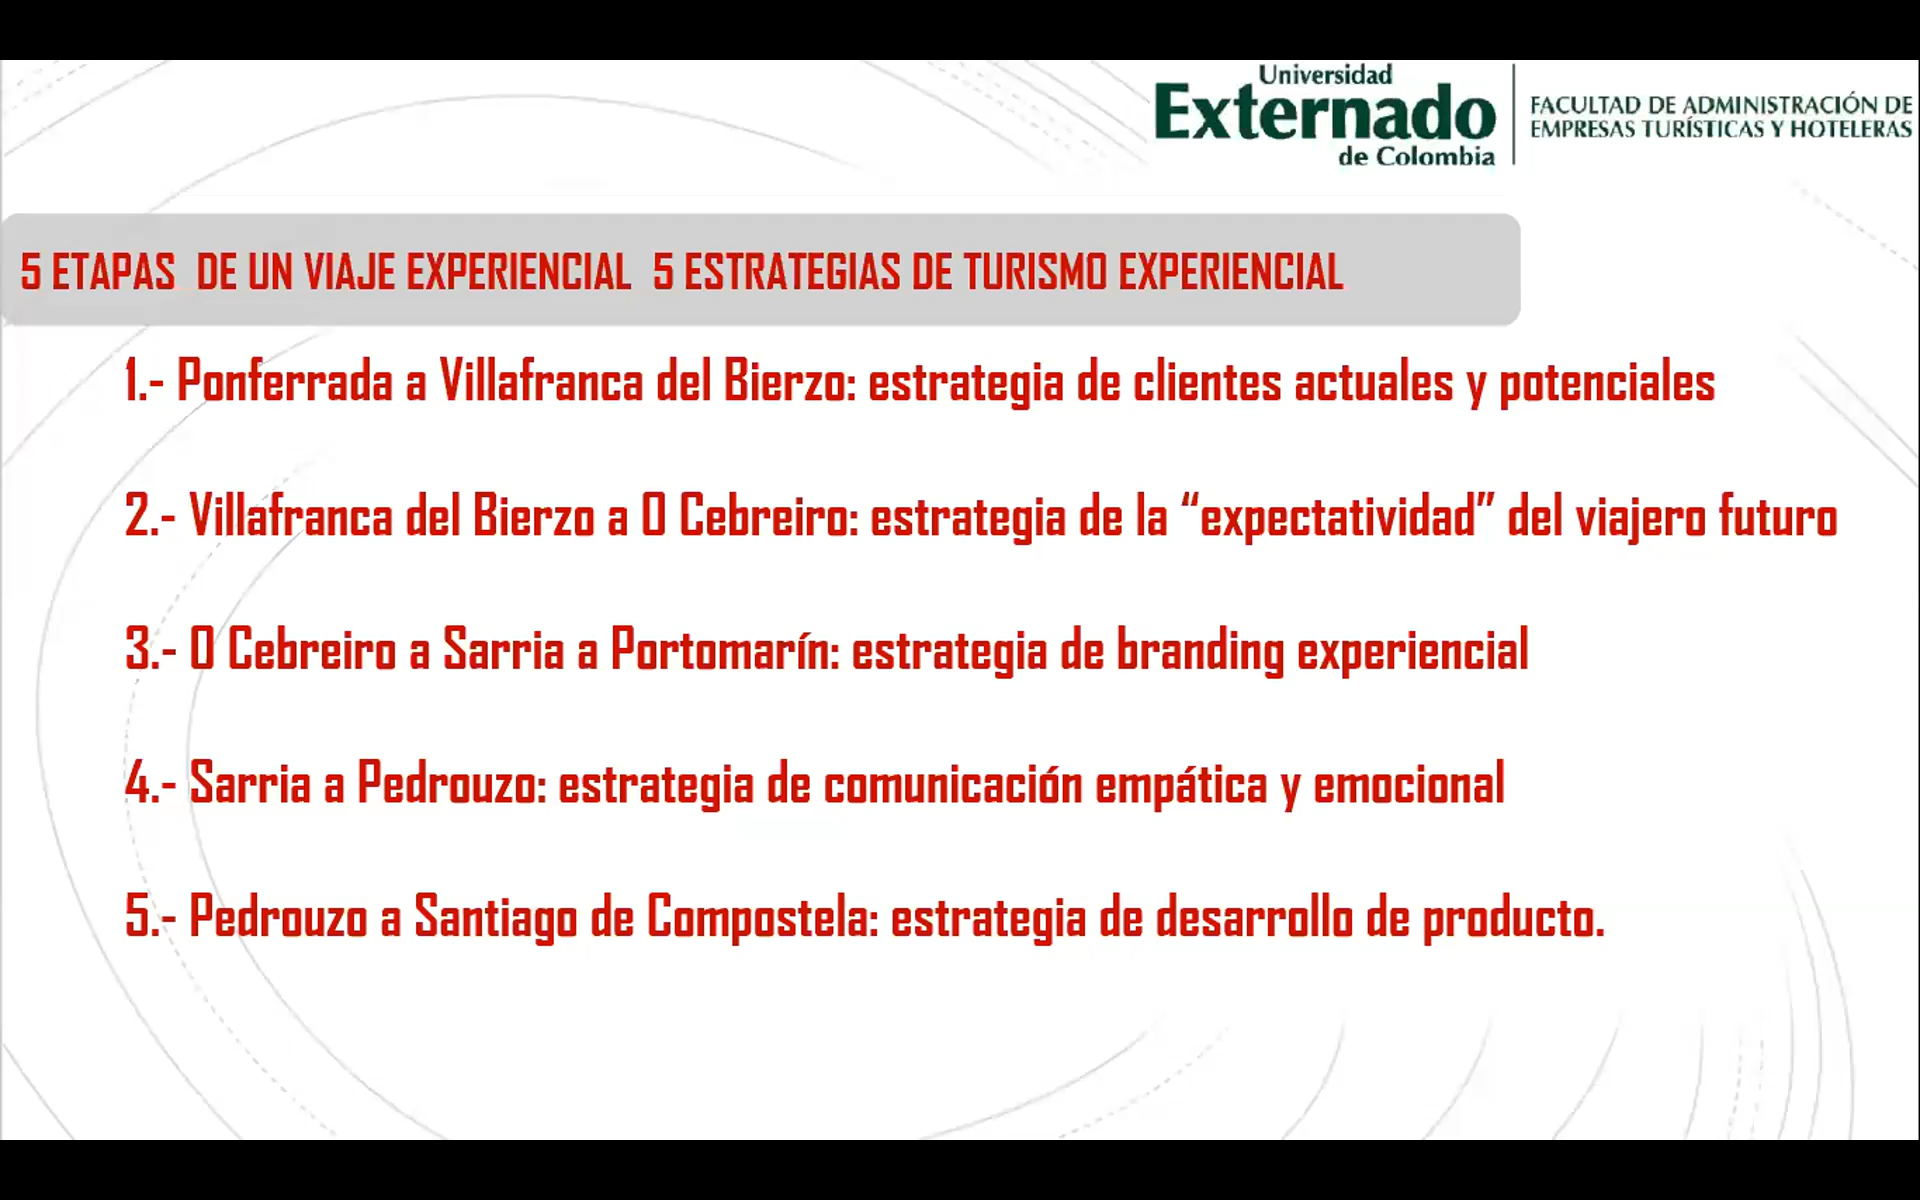 Universidad
Externado
de Colombia
FACULTAD DE ADMINISTRACIÓN DE
EMPRESAS TURÍSTICAS Y HOTELERAS
5 ETAPAS DE UN VIAJE EXPERIENCIAL 5 ESTRATEGIAS DE TURISMO EXPERIENCIAL
1.- Ponferrada a Villafranca del Bierzo: estrategia de clientes actuales y potenciales
2.- Villafranca del Bierzo a O Cebreiro: estrategia de la “expectatividad” del viajero futuro
3.- O Cebreiro a Sarria a Portomarín: estrategia de branding experiencial
4.- Sarria a Pedrouzo: estrategia de comunicación empática y emocional
5.- Pedrouzo a Santiago de Compostela: estrategia de desarrollo de producto.